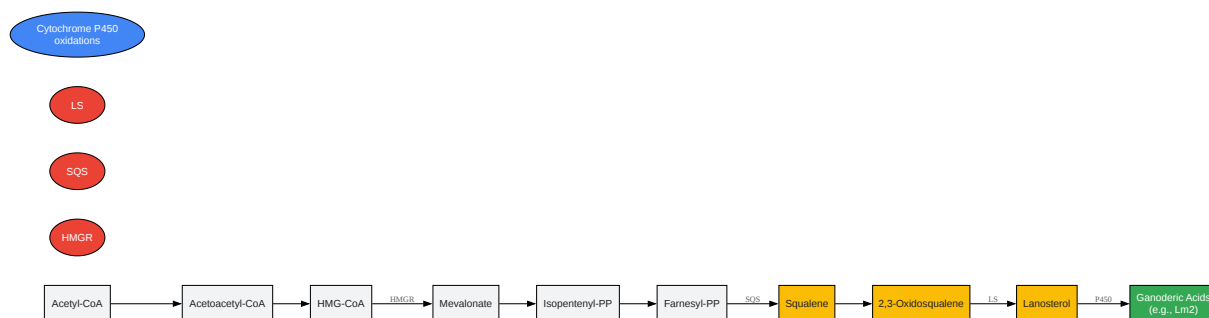 Cytochrome P450
oxidations
LS
SQS
HMGR
Acetyl-CoA
Acetoacetyl-CoA
HMG-CoA
HMGR
Mevalonate
Isopentenyl-PP
Farnesyl-PP
SQS
Squalene
2,3-Oxidosqualene
LS
Lanosterol
P450
Ganoderic Acids
(e.g., Lm2)